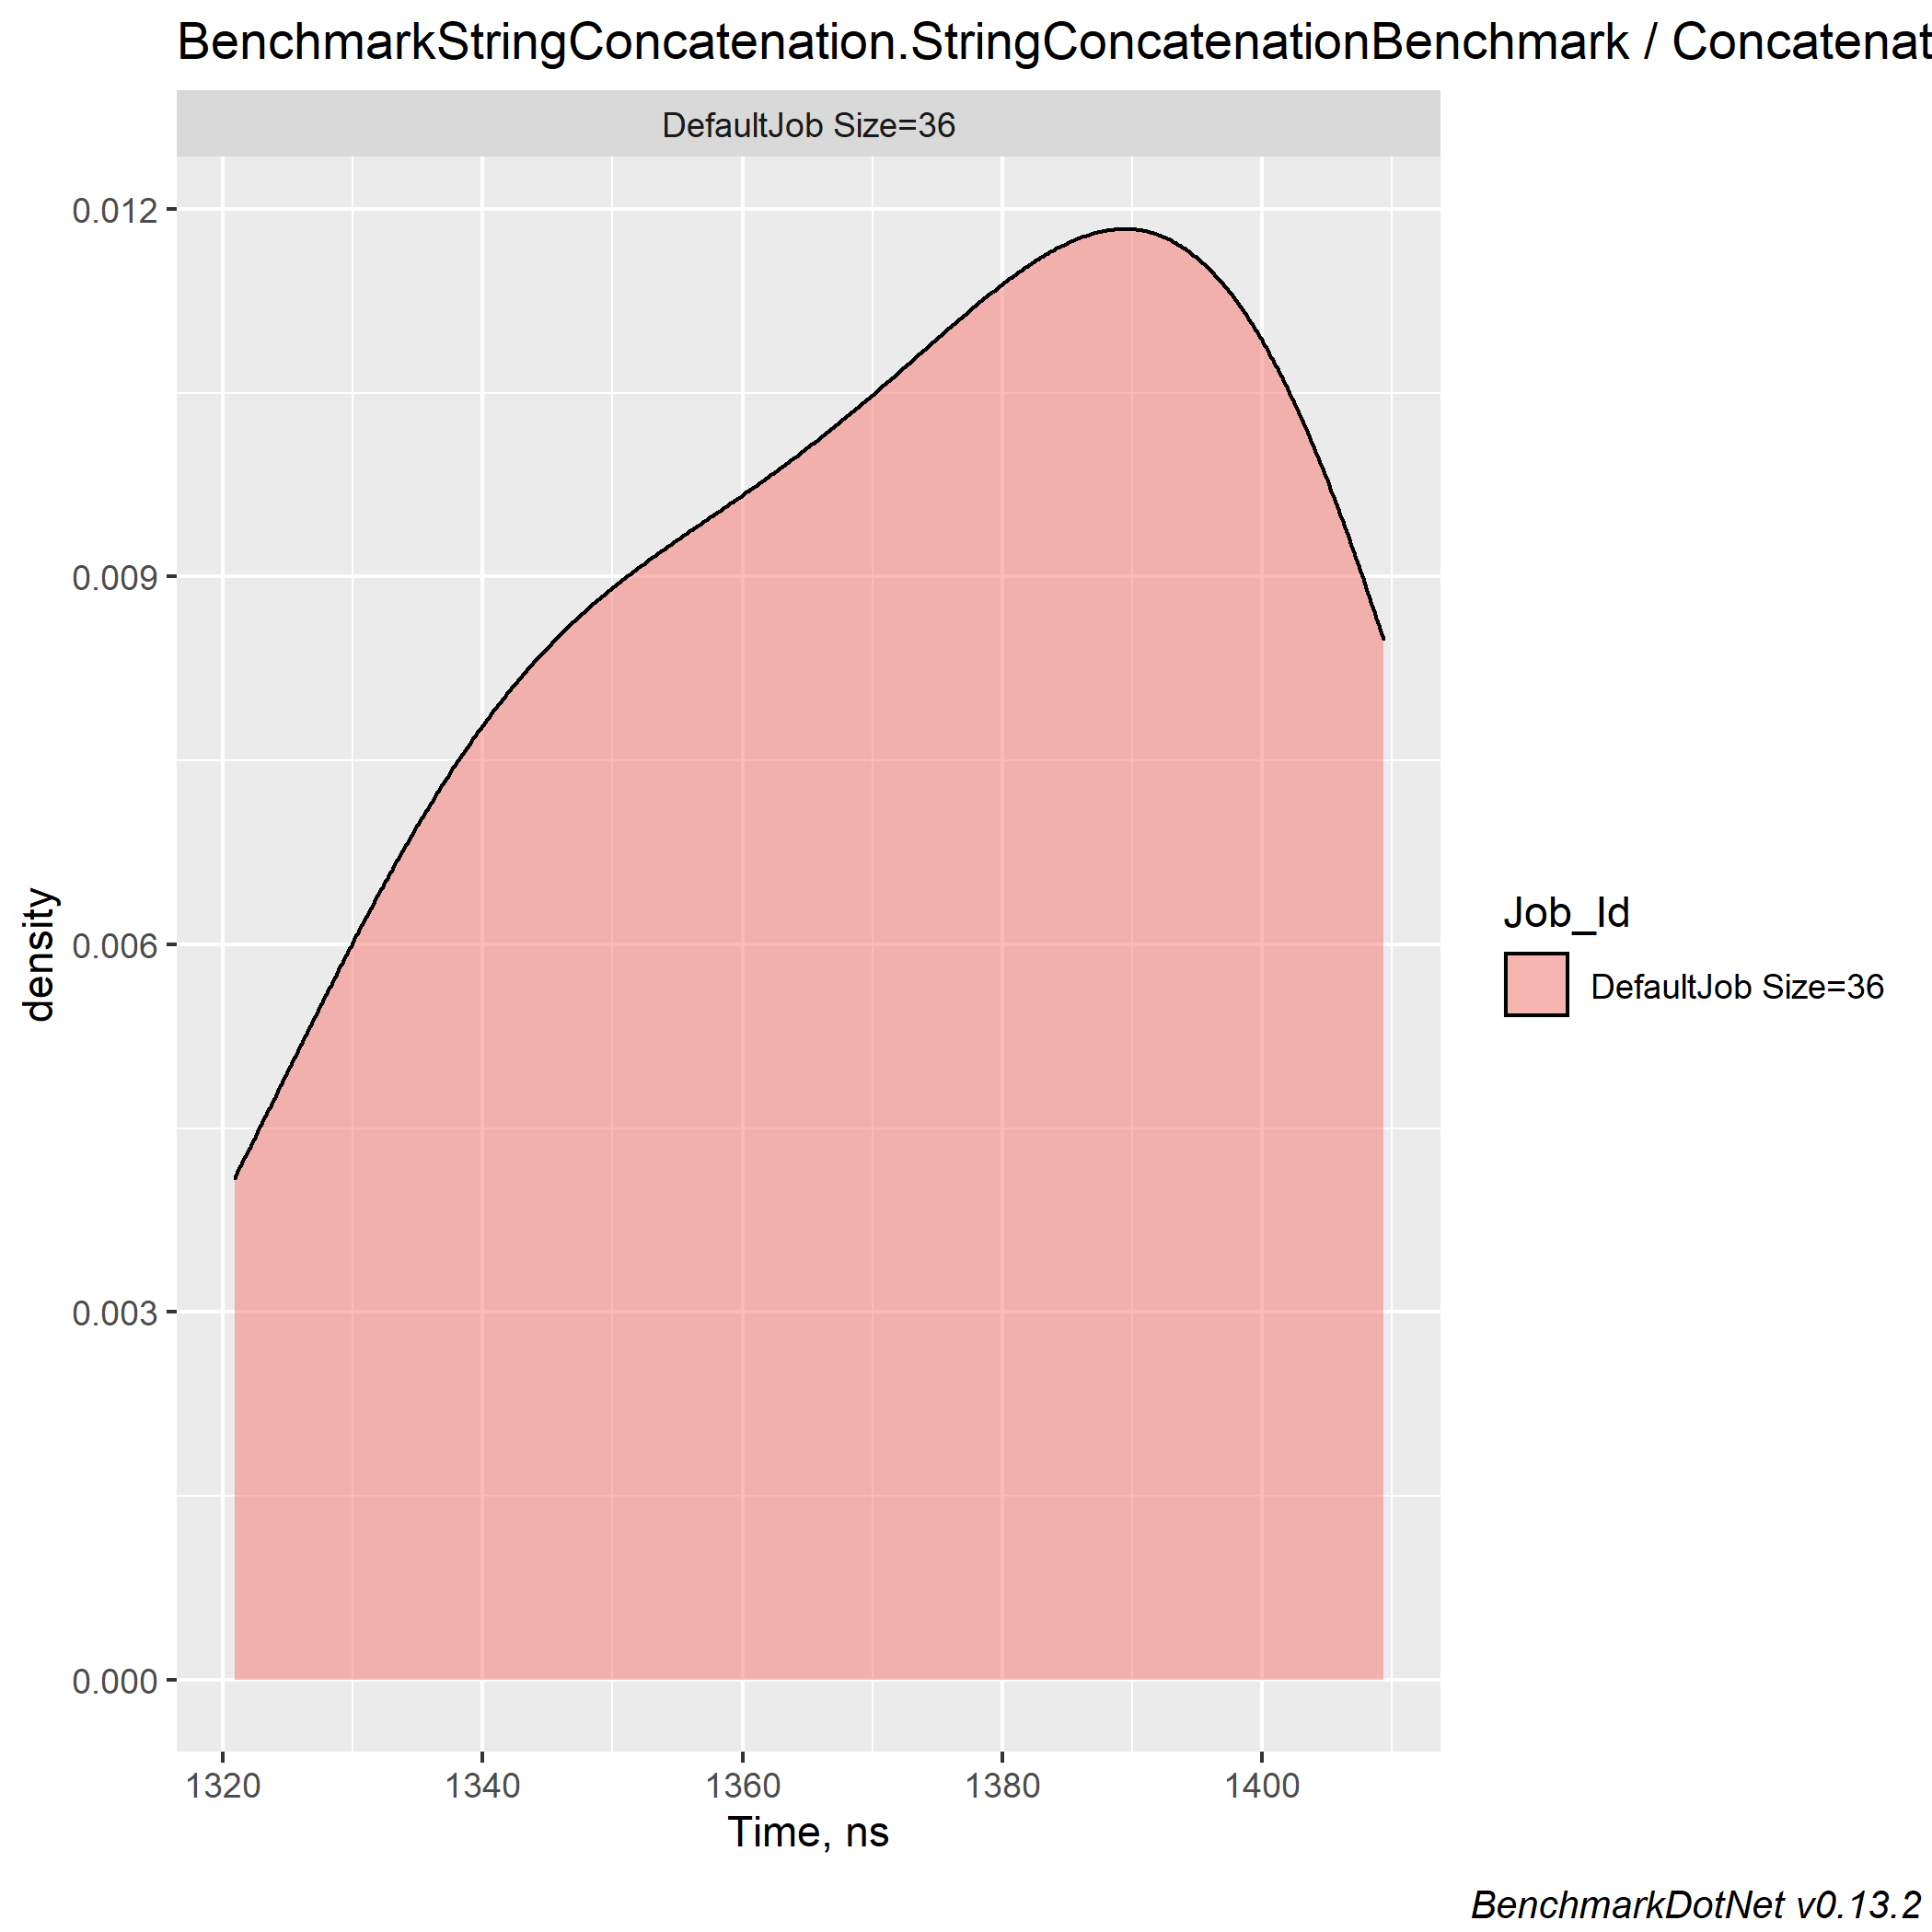 BenchmarkStringConcatenation.StringConcatenationBenchmark / Concatenat
DefaultJob Size=36
0.012
0.009
0.006
0.003
0.000
density
1320 1340 1360 1380 1400
Time, ns
Job_Id
DefaultJob Size=36
BenchmarkDotNet v0.13.2